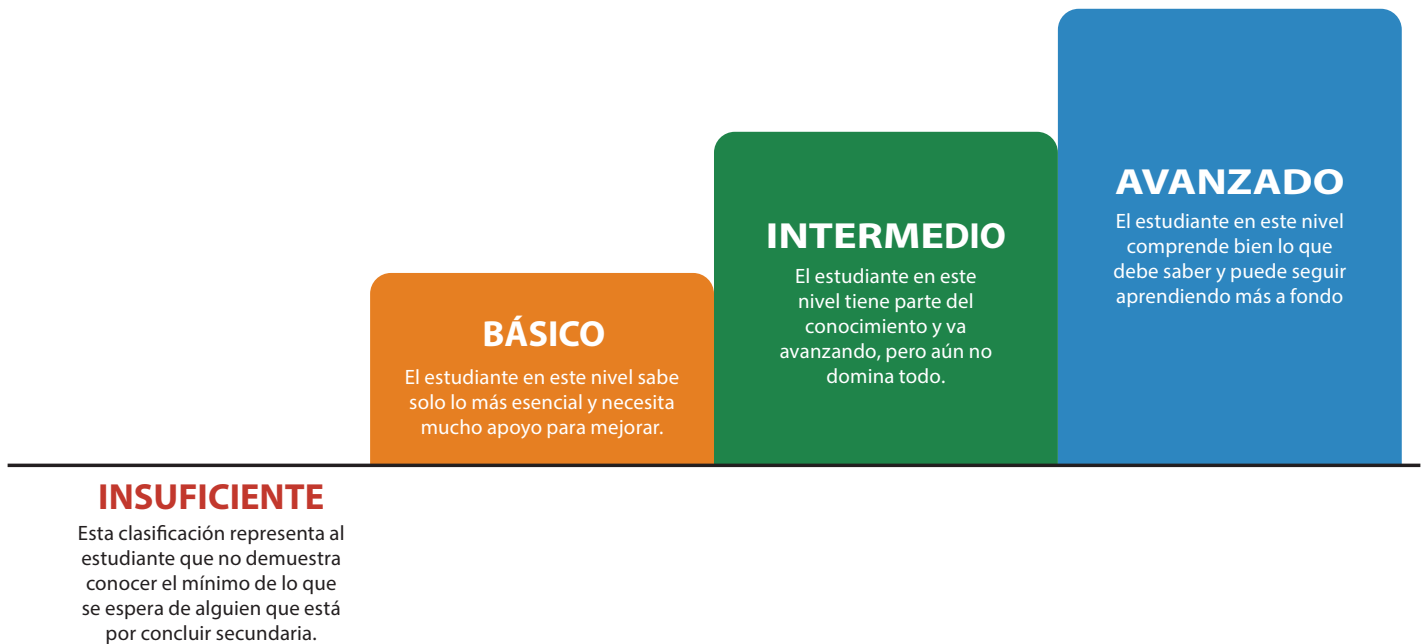 AVANZADO
El estudiante en este nivel
comprende bien lo que
debe saber y puede seguir
aprendiendo más a fondo
INTERMEDIO
El estudiante en este
nivel tiene parte del
conocimiento y va
avanzando, pero aún no
domina todo.
BÁSICO
El estudiante en este nivel sabe
solo lo más esencial y necesita
mucho apoyo para mejorar.
INSUFICIENTE
Esta clasificación representa al
estudiante que no demuestra
conocer el mínimo de lo que
se espera de alguien que está
por concluir secundaria.